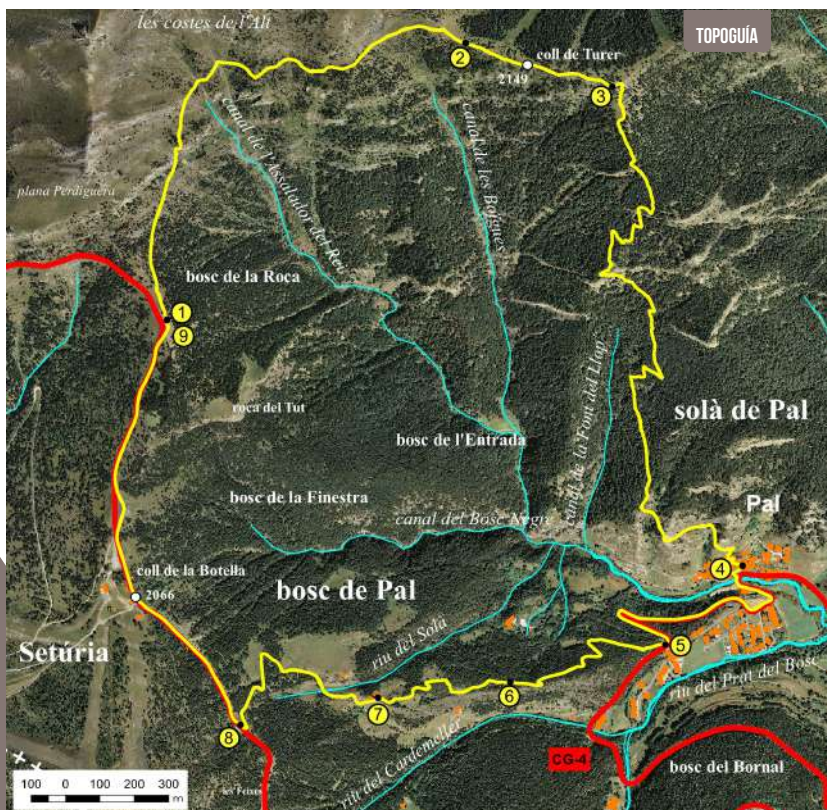 les costes de l'Alt
TOPOGUÍA
2
coll de Turer
2149
3
canal de l'Assalador del Rei
canal de les Boigues
plana Perdiguera
bosc de la Roca
1
9
canal de la Font del Llop
roca del Tut
solà de Pal
bosc de l'Entrada
bosc de la Finestra
canal del Bosc Negre
Pal
4
coll de la Botella
2066
bosc de Pal
Setúria
riu del Solà
5
6
riu del Prat del Bosc
7
8
riu del Cardemeller
CG-4
bosc del Bornal
les Feixes
100 0 100 200 300
m